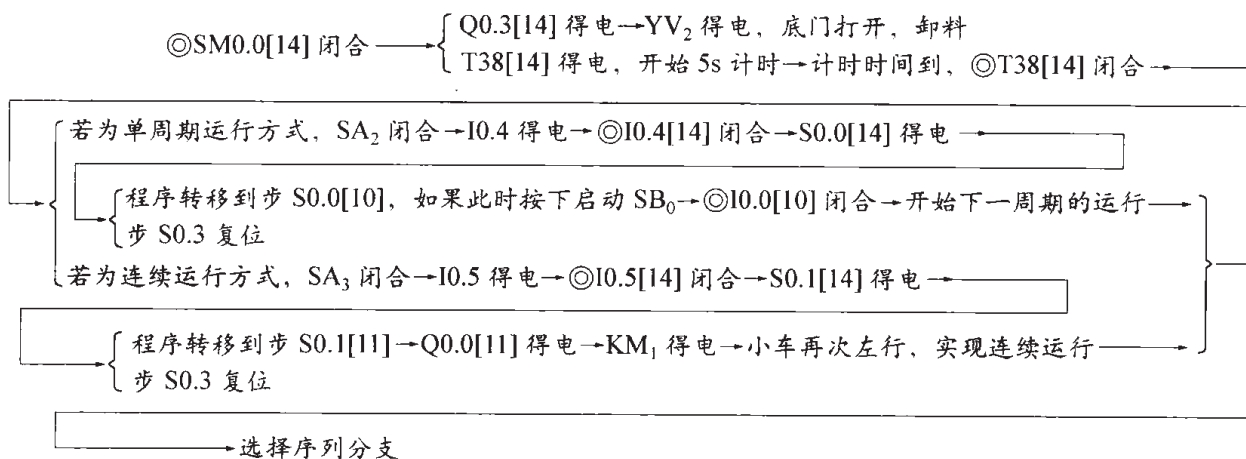 Q0.3[14] 得电→YV₂ 得电，底门打开，卸料
◎SM0.0[14] 闭合→
T38[14] 得电，开始 5s 计时→计时时间到，◎T38[14] 闭合→
若为单周期运行方式，SA₂ 闭合→I0.4 得电→◎I0.4[14] 闭合→S0.0[14] 得电→
程序转移到步 S0.0[10]，如果此时按下启动 SB₀→◎I0.0[10] 闭合→开始下一周期的运行→
步 S0.3 复位
若为连续运行方式，SA₃ 闭合→I0.5 得电→◎I0.5[14] 闭合→S0.1[14] 得电→
程序转移到步 S0.1[11]→Q0.0[11] 得电→KM₁ 得电→小车再次左行，实现连续运行→
步 S0.3 复位
→选择序列分支